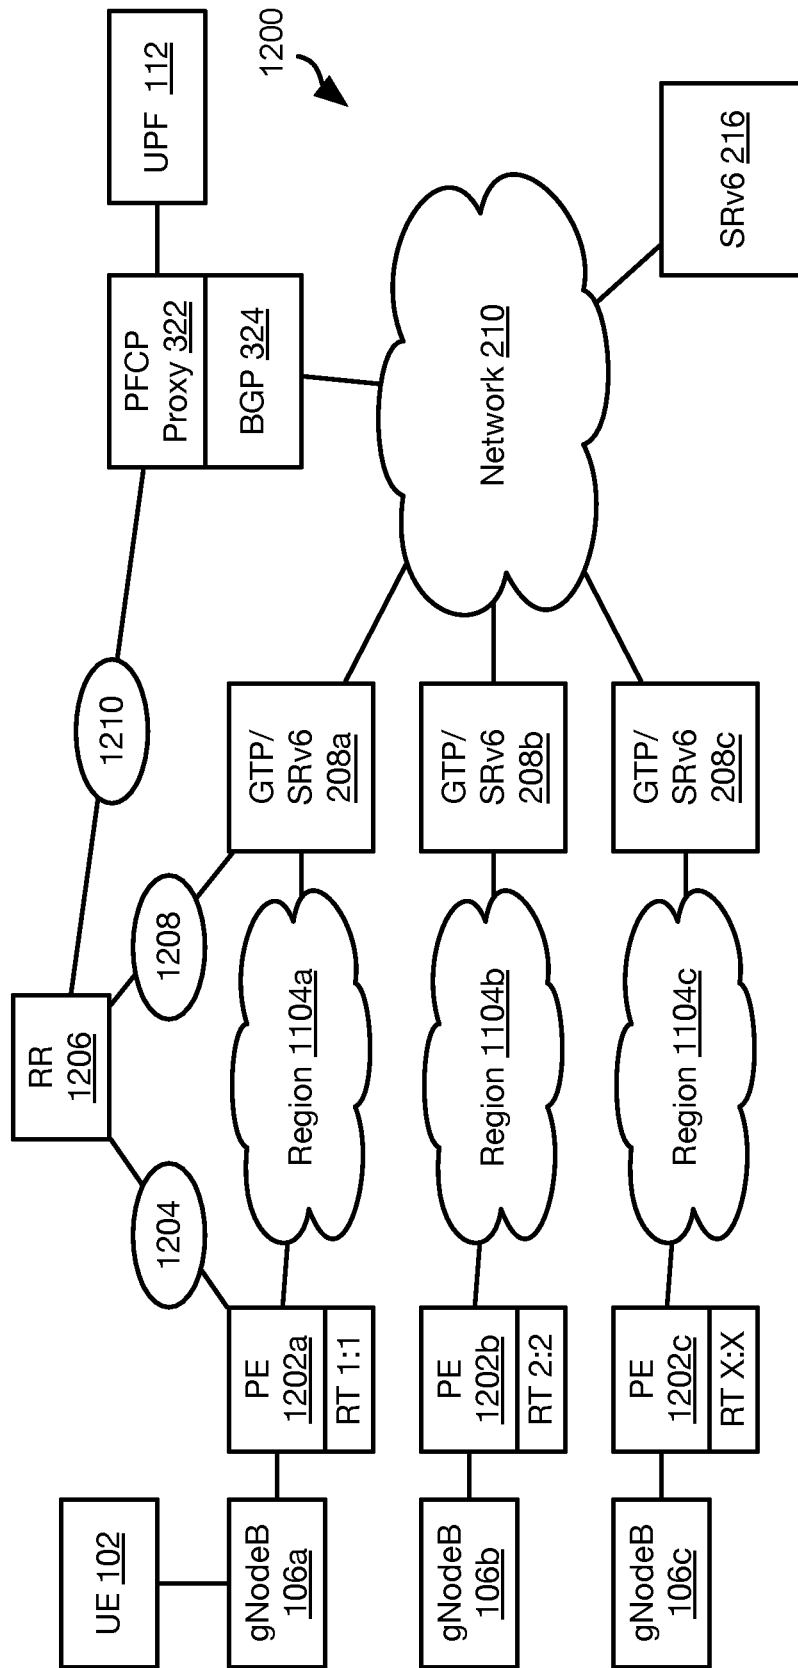 1200
UPF 112
PFCP
Proxy 322
BGP 324
SRv6 216
Network 210
1210
RR
1206
1208
1204
GTP/
SRv6
208a
GTP/
SRv6
208b
GTP/
SRv6
208c
Region 1104a
Region 1104b
Region 1104c
PE
1202a
RT 1:1
PE
1202b
RT 2:2
PE
1202c
RT X:X
UE 102
gNodeB
106a
gNodeB
106b
gNodeB
106c